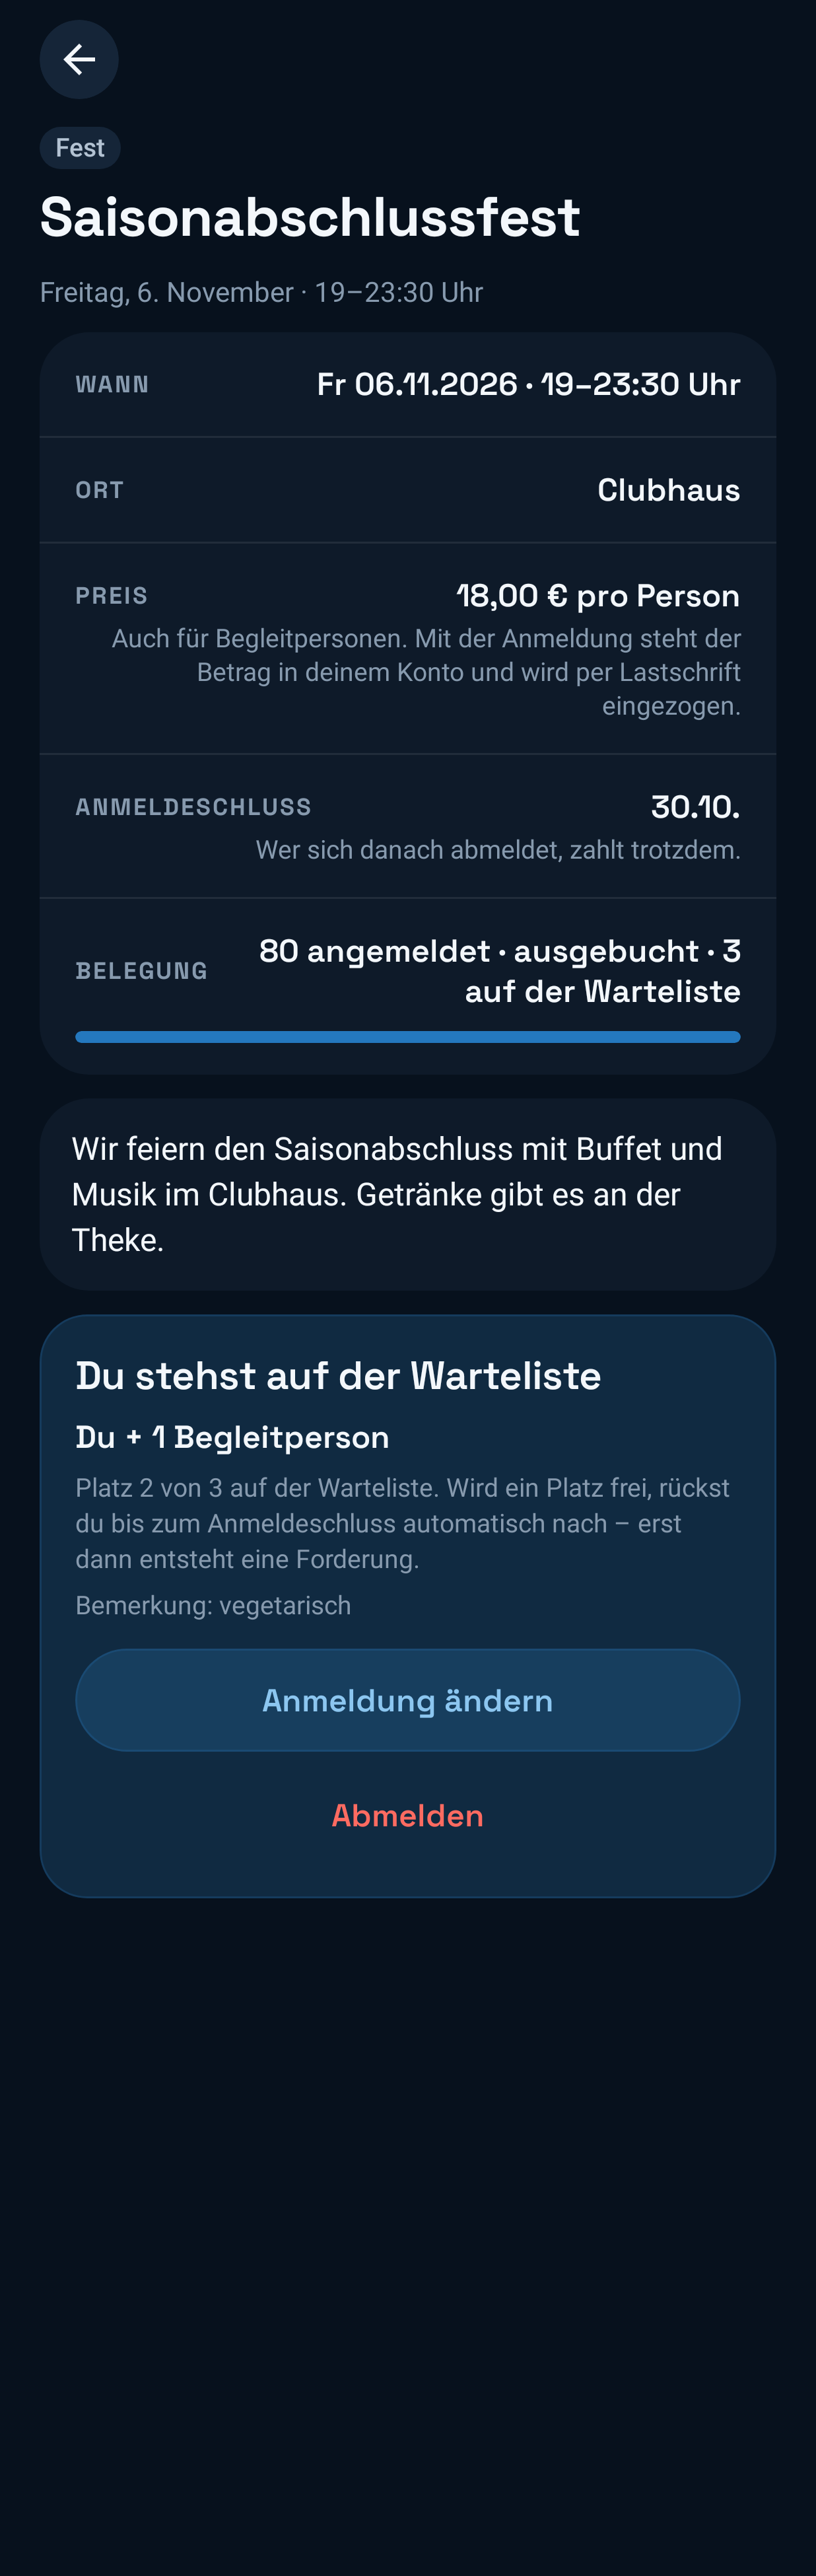 Fest
Saisonabschlussfest
Freitag, 6. November · 19–23:30 Uhr
WANN
Fr 06.11.2026 · 19–23:30 Uhr
ORT
Clubhaus
PREIS
18,00 € pro Person
Auch für Begleitpersonen. Mit der Anmeldung steht der
Betrag in deinem Konto und wird per Lastschrift
eingezogen.
ANMELDESCHLUSS
30.10.
Wer sich danach abmeldet, zahlt trotzdem.
BELEGUNG
80 angemeldet · ausgebucht · 3
auf der Warteliste
Wir feiern den Saisonabschluss mit Buffet und
Musik im Clubhaus. Getränke gibt es an der
Theke.
Du stehst auf der Warteliste
Du + 1 Begleitperson
Platz 2 von 3 auf der Warteliste. Wird ein Platz frei, rückst
du bis zum Anmeldeschluss automatisch nach – erst
dann entsteht eine Forderung.
Bemerkung: vegetarisch
Anmeldung ändern
Abmelden